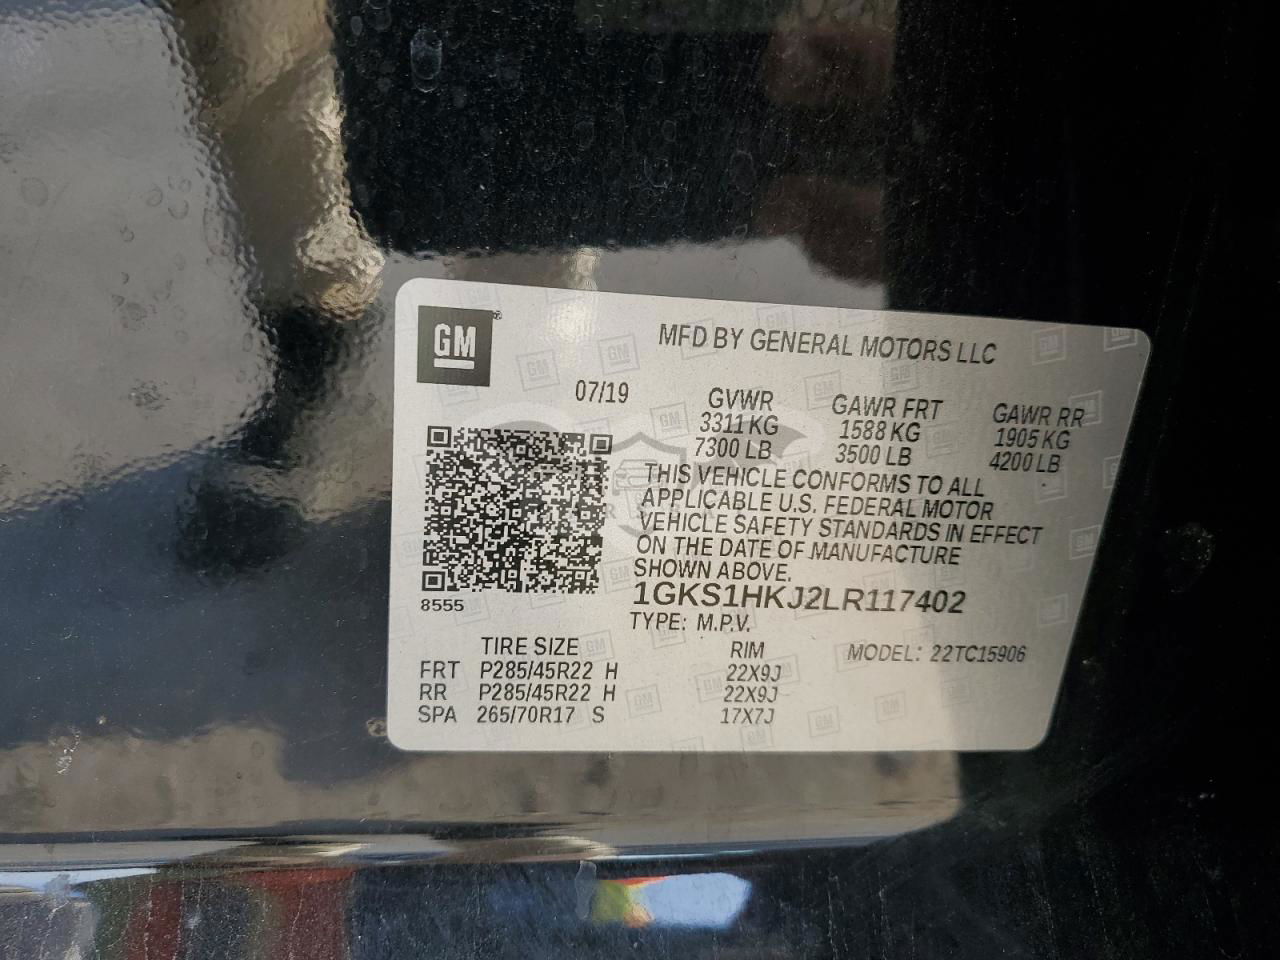 GM
MFD BY GENERAL MOTORS LLC
07/19
GVWR GAWR FRT GAWR RR
3311 KG 1588 KG 1905 KG
7300 LB 3500 LB 4200 LB
THIS VEHICLE CONFORMS TO ALL
APPLICABLE U.S. FEDERAL MOTOR
VEHICLE SAFETY STANDARDS IN EFFECT
ON THE DATE OF MANUFACTURE
SHOWN ABOVE.
8555
1GKS1HKJ2LR117402
TYPE: M.P.V.
MODEL: 22TC15906
TIRE SIZE RIM
FRT P285/45R22 H 22X9J
RR P285/45R22 H 22X9J
SPA 265/70R17 S 17X7J